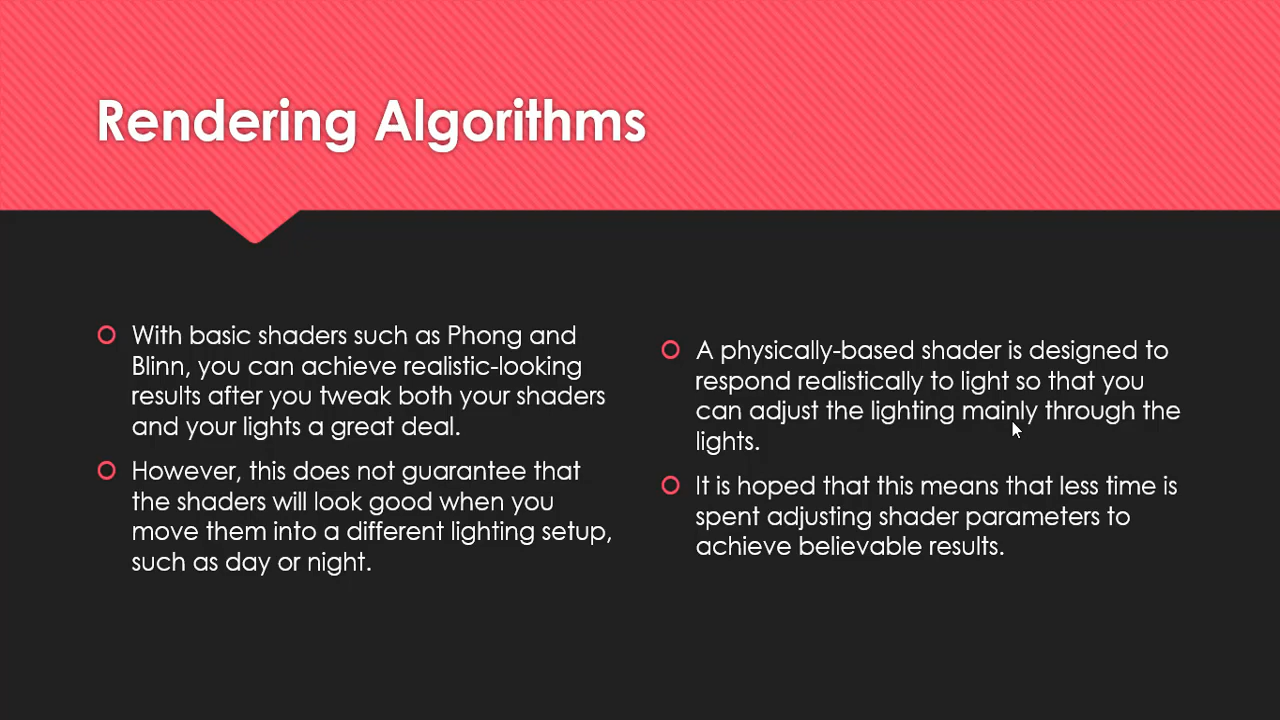 Rendering Algorithms
With basic shaders such as Phong and
Blinn, you can achieve realistic-looking
results after you tweak both your shaders
and your lights a great deal.
However, this does not guarantee that
the shaders will look good when you
move them into a different lighting setup,
such as day or night.
A physically-based shader is designed to
respond realistically to light so that you
can adjust the lighting mainly through the
lights.
It is hoped that this means that less time is
spent adjusting shader parameters to
achieve believable results.